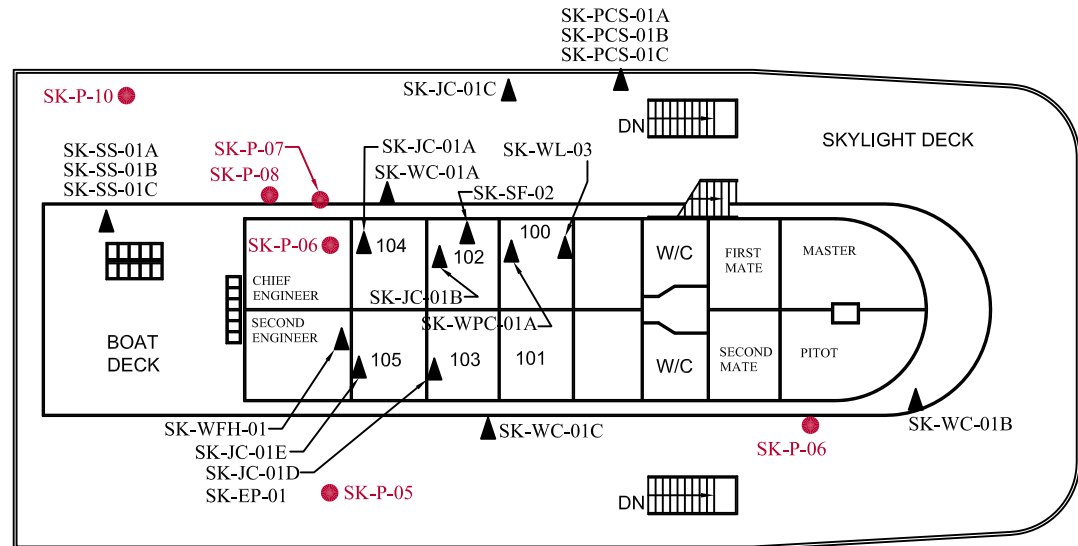 SK-PCS-01A
SK-PCS-01B
SK-PCS-01C
SK-P-10
SK-JC-01C
DN
SKYLIGHT DECK
SK-SS-01A
SK-SS-01B
SK-SS-01C
SK-P-07
SK-P-08
SK-JC-01A
SK-WC-01A
SK-WL-03
SK-SF-02
SK-P-06
104
102
100
W/C
FIRST
MATE
MASTER
CHIEF
ENGINEER
SK-JC-01B
SK-WPC-01A
SECOND
ENGINEER
BOAT
DECK
105
103
101
W/C
SECOND
MATE
PITOT
SK-WFH-01
SK-JC-01E
SK-JC-01D
SK-EP-01
SK-P-05
SK-WC-01C
SK-P-06
SK-WC-01B
DN